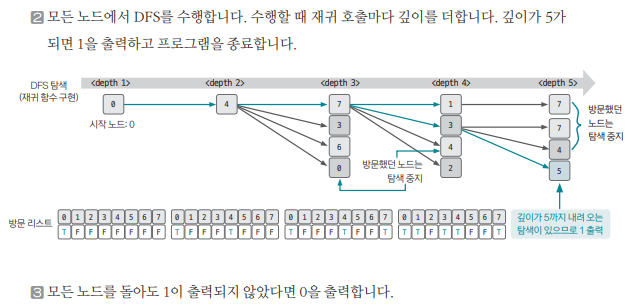 2 모든 노드에서 DFS를 수행합니다. 수행할 때 재귀 호출마다 깊이를 더합니다. 깊이가 5가
되면 1을 출력하고 프로그램을 종료합니다.
DFS 탐색
(재귀 함수 구현)
<depth 1> <depth 2> <depth 3> <depth 4> <depth 5>
0 4 7 1 7
시작 노드: 0
3 3 7
6 4 4
0 2 5
방문했던 노드는
탐색 중지
방문했던
노드는
탐색 중지
방문 리스트
0 1 2 3 4 5 6 7 0 1 2 3 4 5 6 7 0 1 2 3 4 5 6 7 0 1 2 3 4 5 6 7
T F F F F F F F T F F F T F F F T F F F T F F T T F F T T F F T
깊이가 5까지 내려 오는
탐색이 있으므로 1 출력
3 모든 노드를 돌아도 1이 출력되지 않았다면 0을 출력합니다.